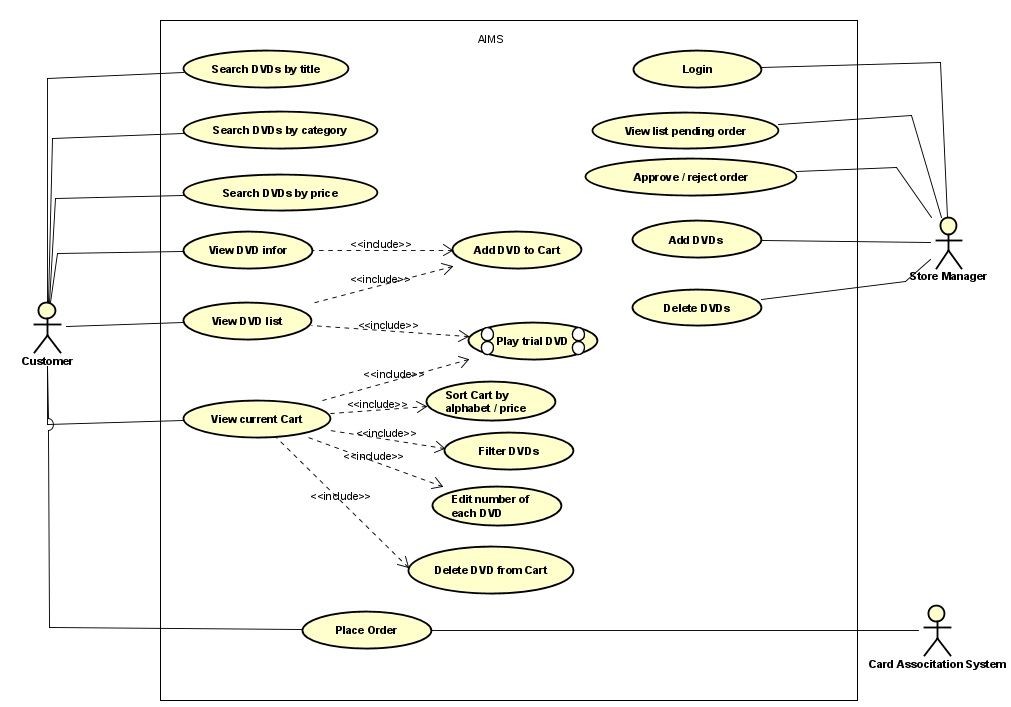 AIMS
Search DVDs by title
Login
Search DVDs by category
View list pending order
Approve / reject order
Search DVDs by price
Add DVDs
View DVD infor
<<include>>
Add DVD to Cart
Store Manager
<<include>>
Delete DVDs
View DVD list
<<include>>
Play trial DVD
Customer
<<include>>
Sort Cart by
alphabet / price
<<include>>
View current Cart
<<include>>
Filter DVDs
<<include>>
Edit number of
each DVD
<<include>>
Delete DVD from Cart
Place Order
Card Associtation System